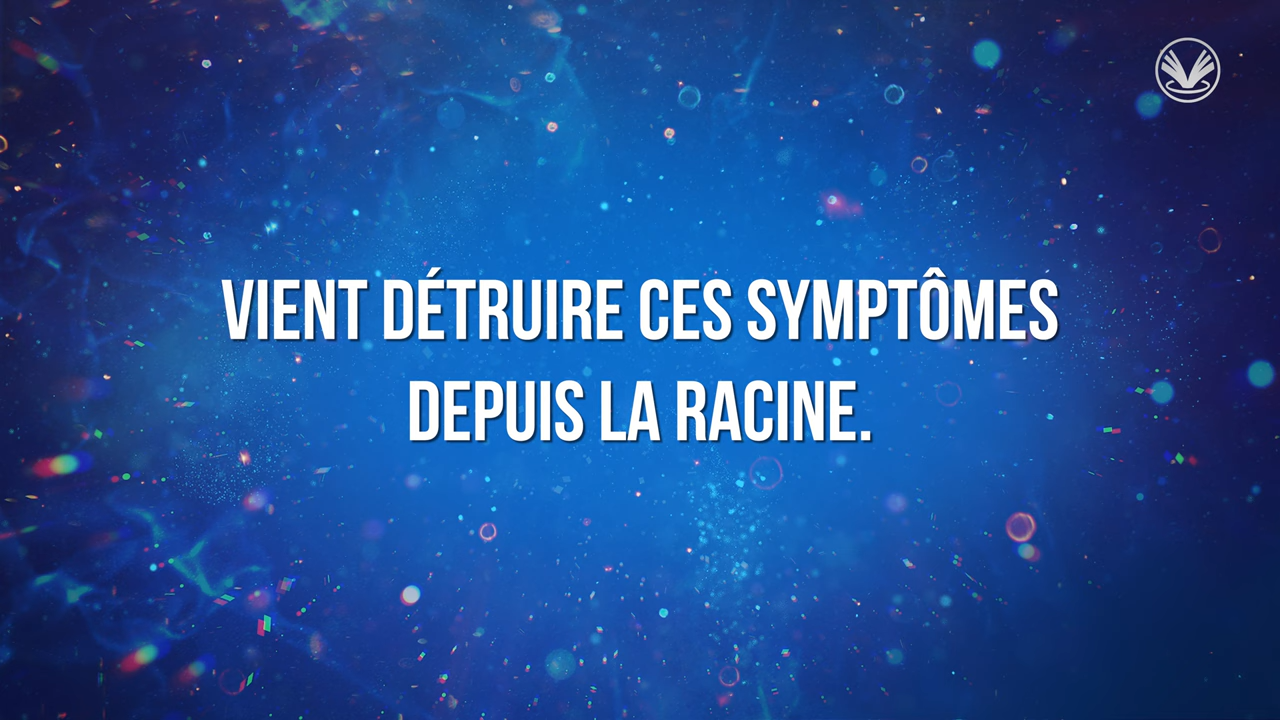 VIENT DÉTRUIRE CES SYMPTÔMES
DEPUIS LA RACINE.